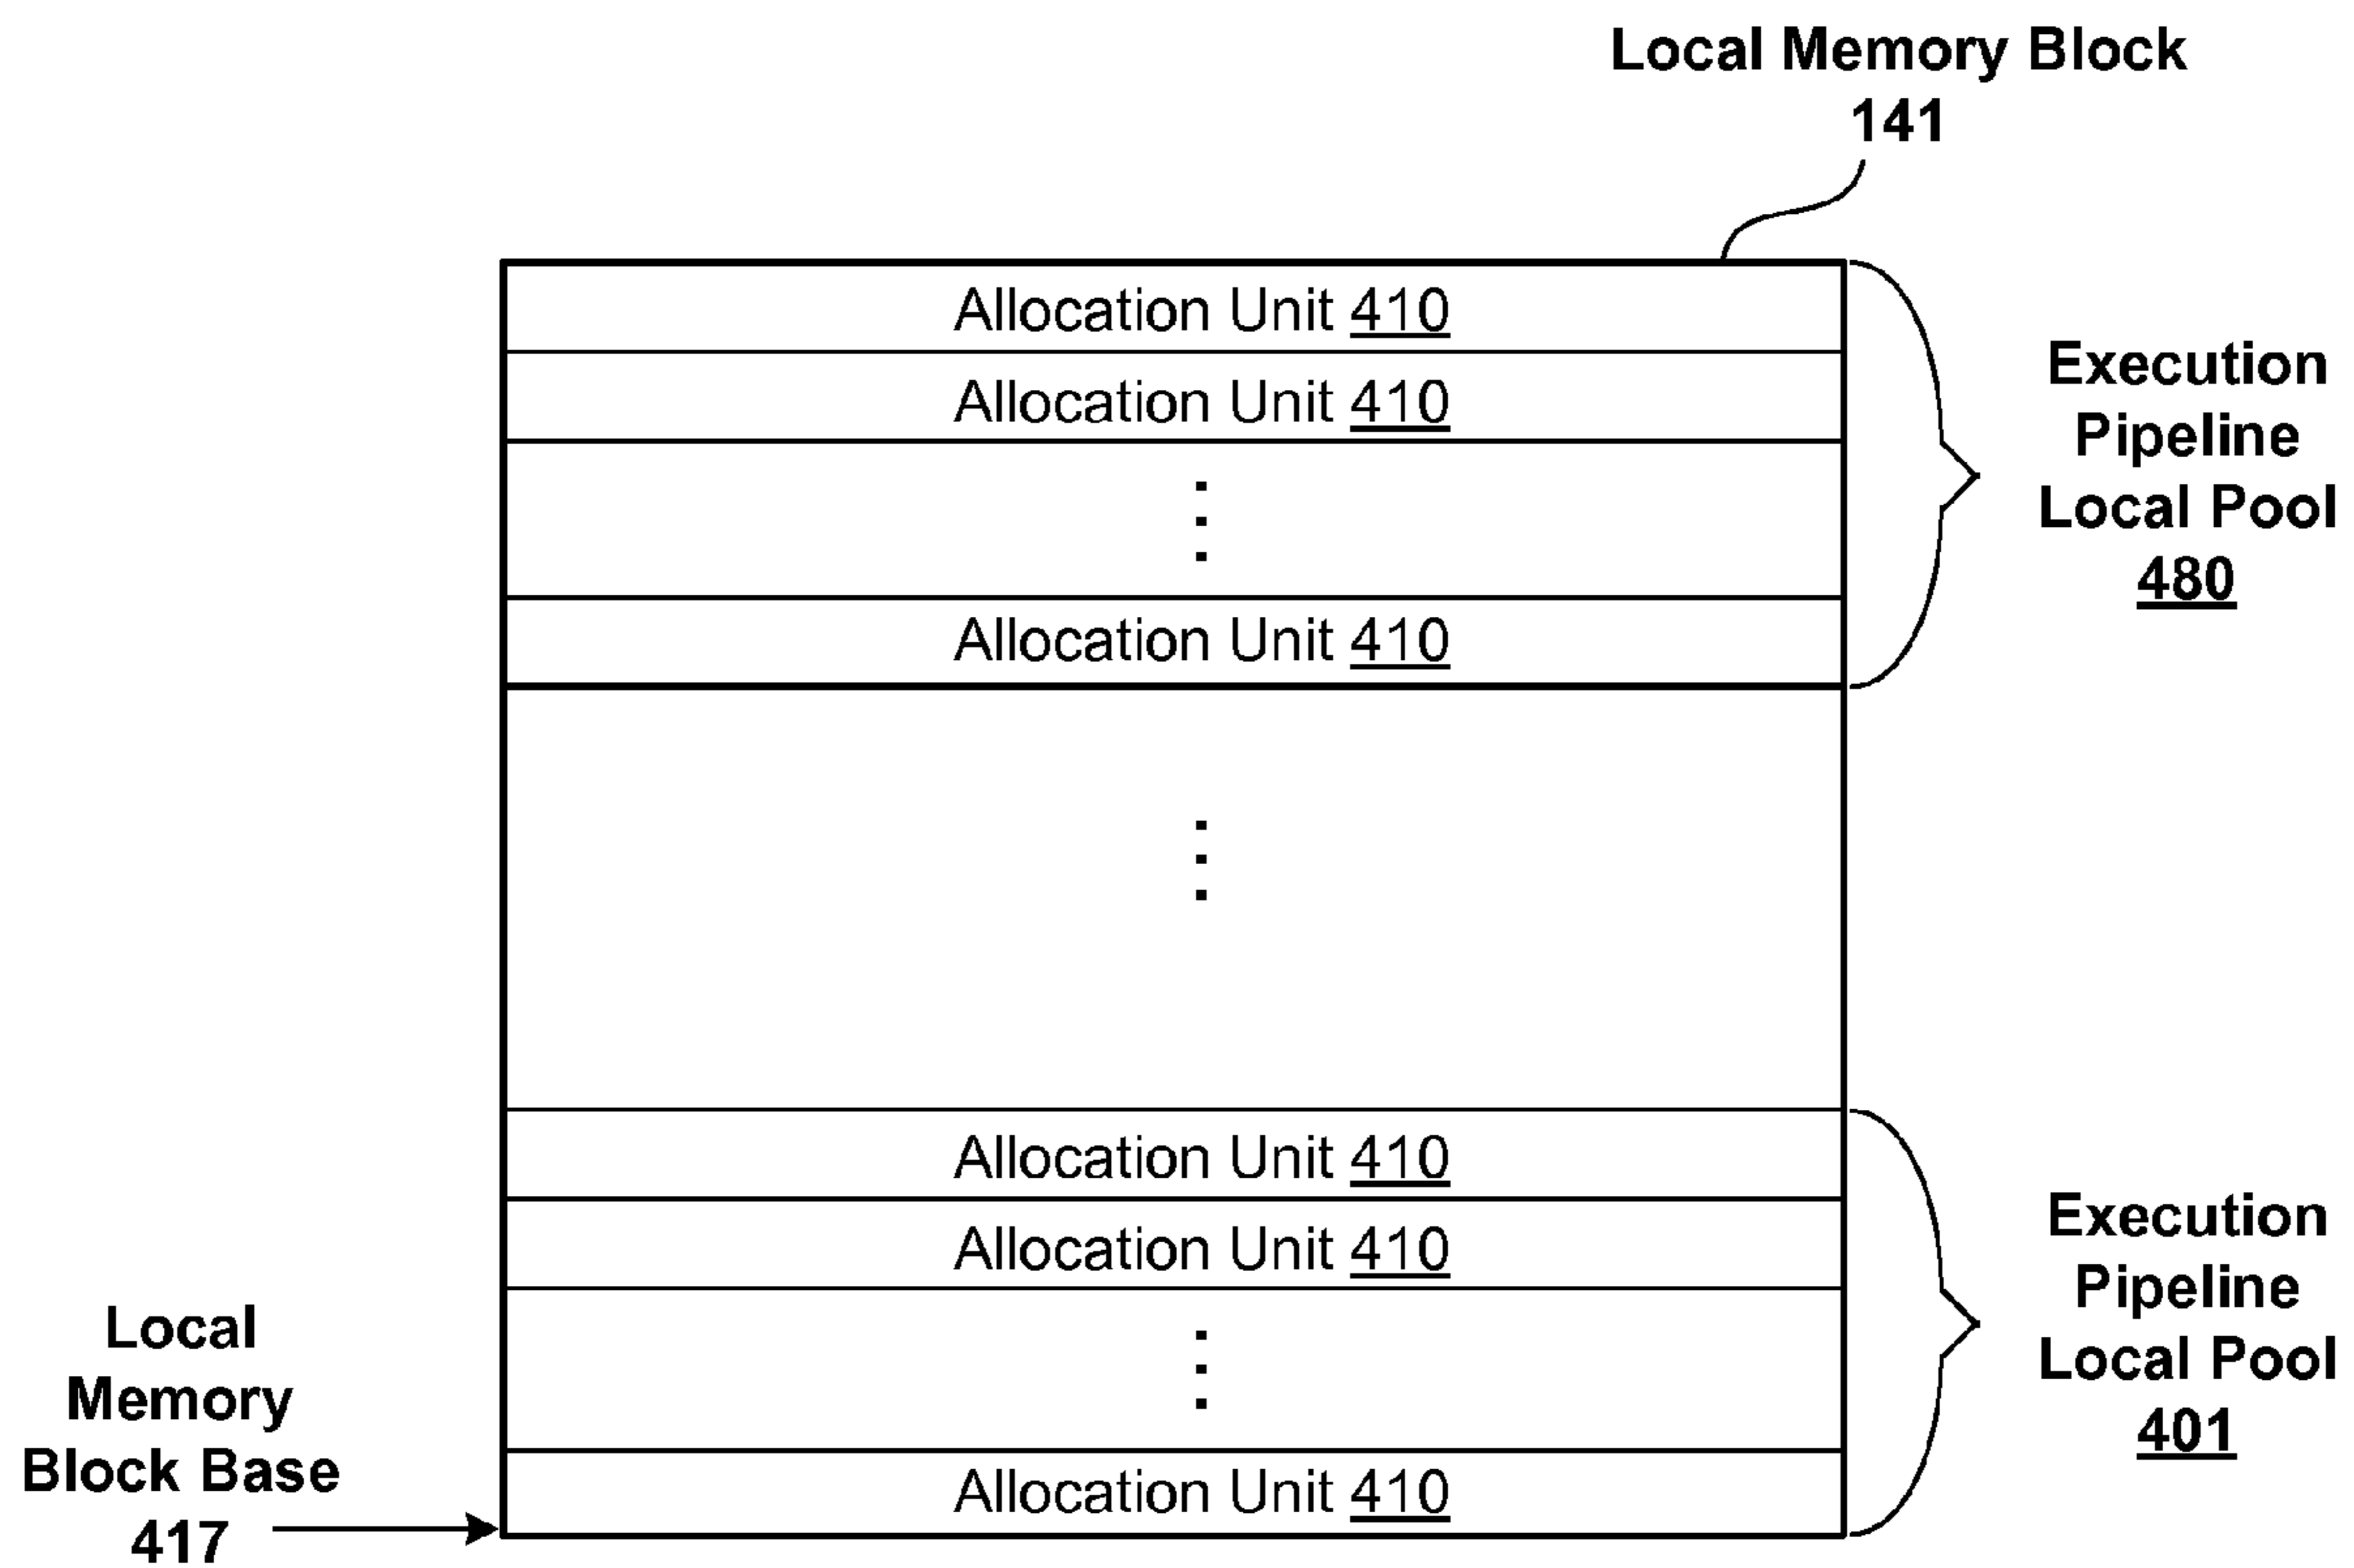 Local Memory Block
141
Allocation Unit 410
Allocation Unit 410
Allocation Unit 410
Execution
Pipeline
Local Pool
480
Allocation Unit 410
Allocation Unit 410
Allocation Unit 410
Execution
Pipeline
Local Pool
401
Local
Memory
Block Base
417